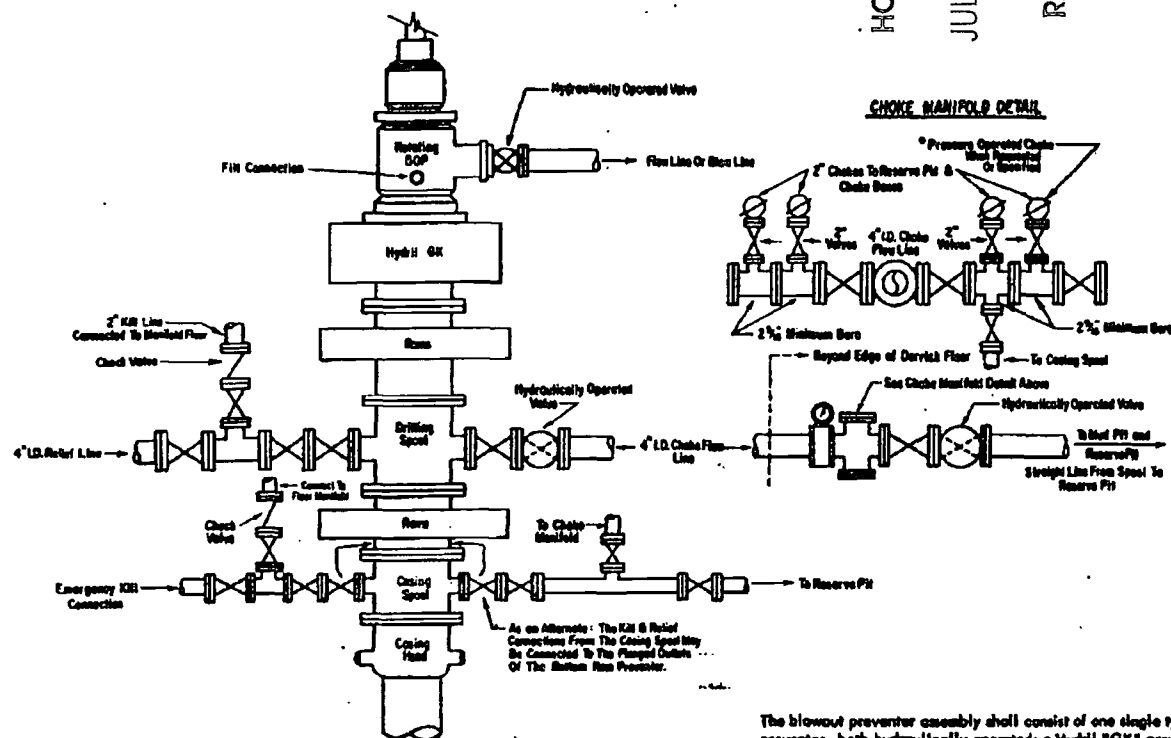 HO
JUL
R
Hydraulically Operated Valve
Rotating
BOP
Fill Connection
Flow Line Or Bleu Line
CHOKE MANIFOLD DETAIL
* Pressure Operated Choke
When Requested
Or Specified
2" Chokes To Reserve Pit &
Choke Boxes
2"
Valves
4" I.D. Choke
Flow Line
2"
Valves
Hydril GK
2" Kill Line
Connected To Manifold Floor
Check Valve
Rams
2 9/16" Minimum Bore
2 9/16" Minimum Bore
To Casing Spool
Beyond Edge of Derrick Floor
See Choke Manifold Detail Above
Hydraulically Operated
Valve
Hydraulically Operated Valve
Drilling
Spool
4" I.D. Relief Line
4" I.D. Choke Flow
Line
To Mud Pit and
Reserve Pit
Straight Line From Spool To
Reserve Pit
Connect To
Floor Manifold
Check
Valve
Rams
To Choke
Manifold
Emergency Kill
Connection
Casing
Spool
To Reserve Pit
As an Alternate: The Kill & Relief
Connections From The Casing Spool May
Be Connected To The Flanged Outlets
Of The Bottom Ram Preventer.
Casing
Head
The blowout preventer assembly shall consist of one single